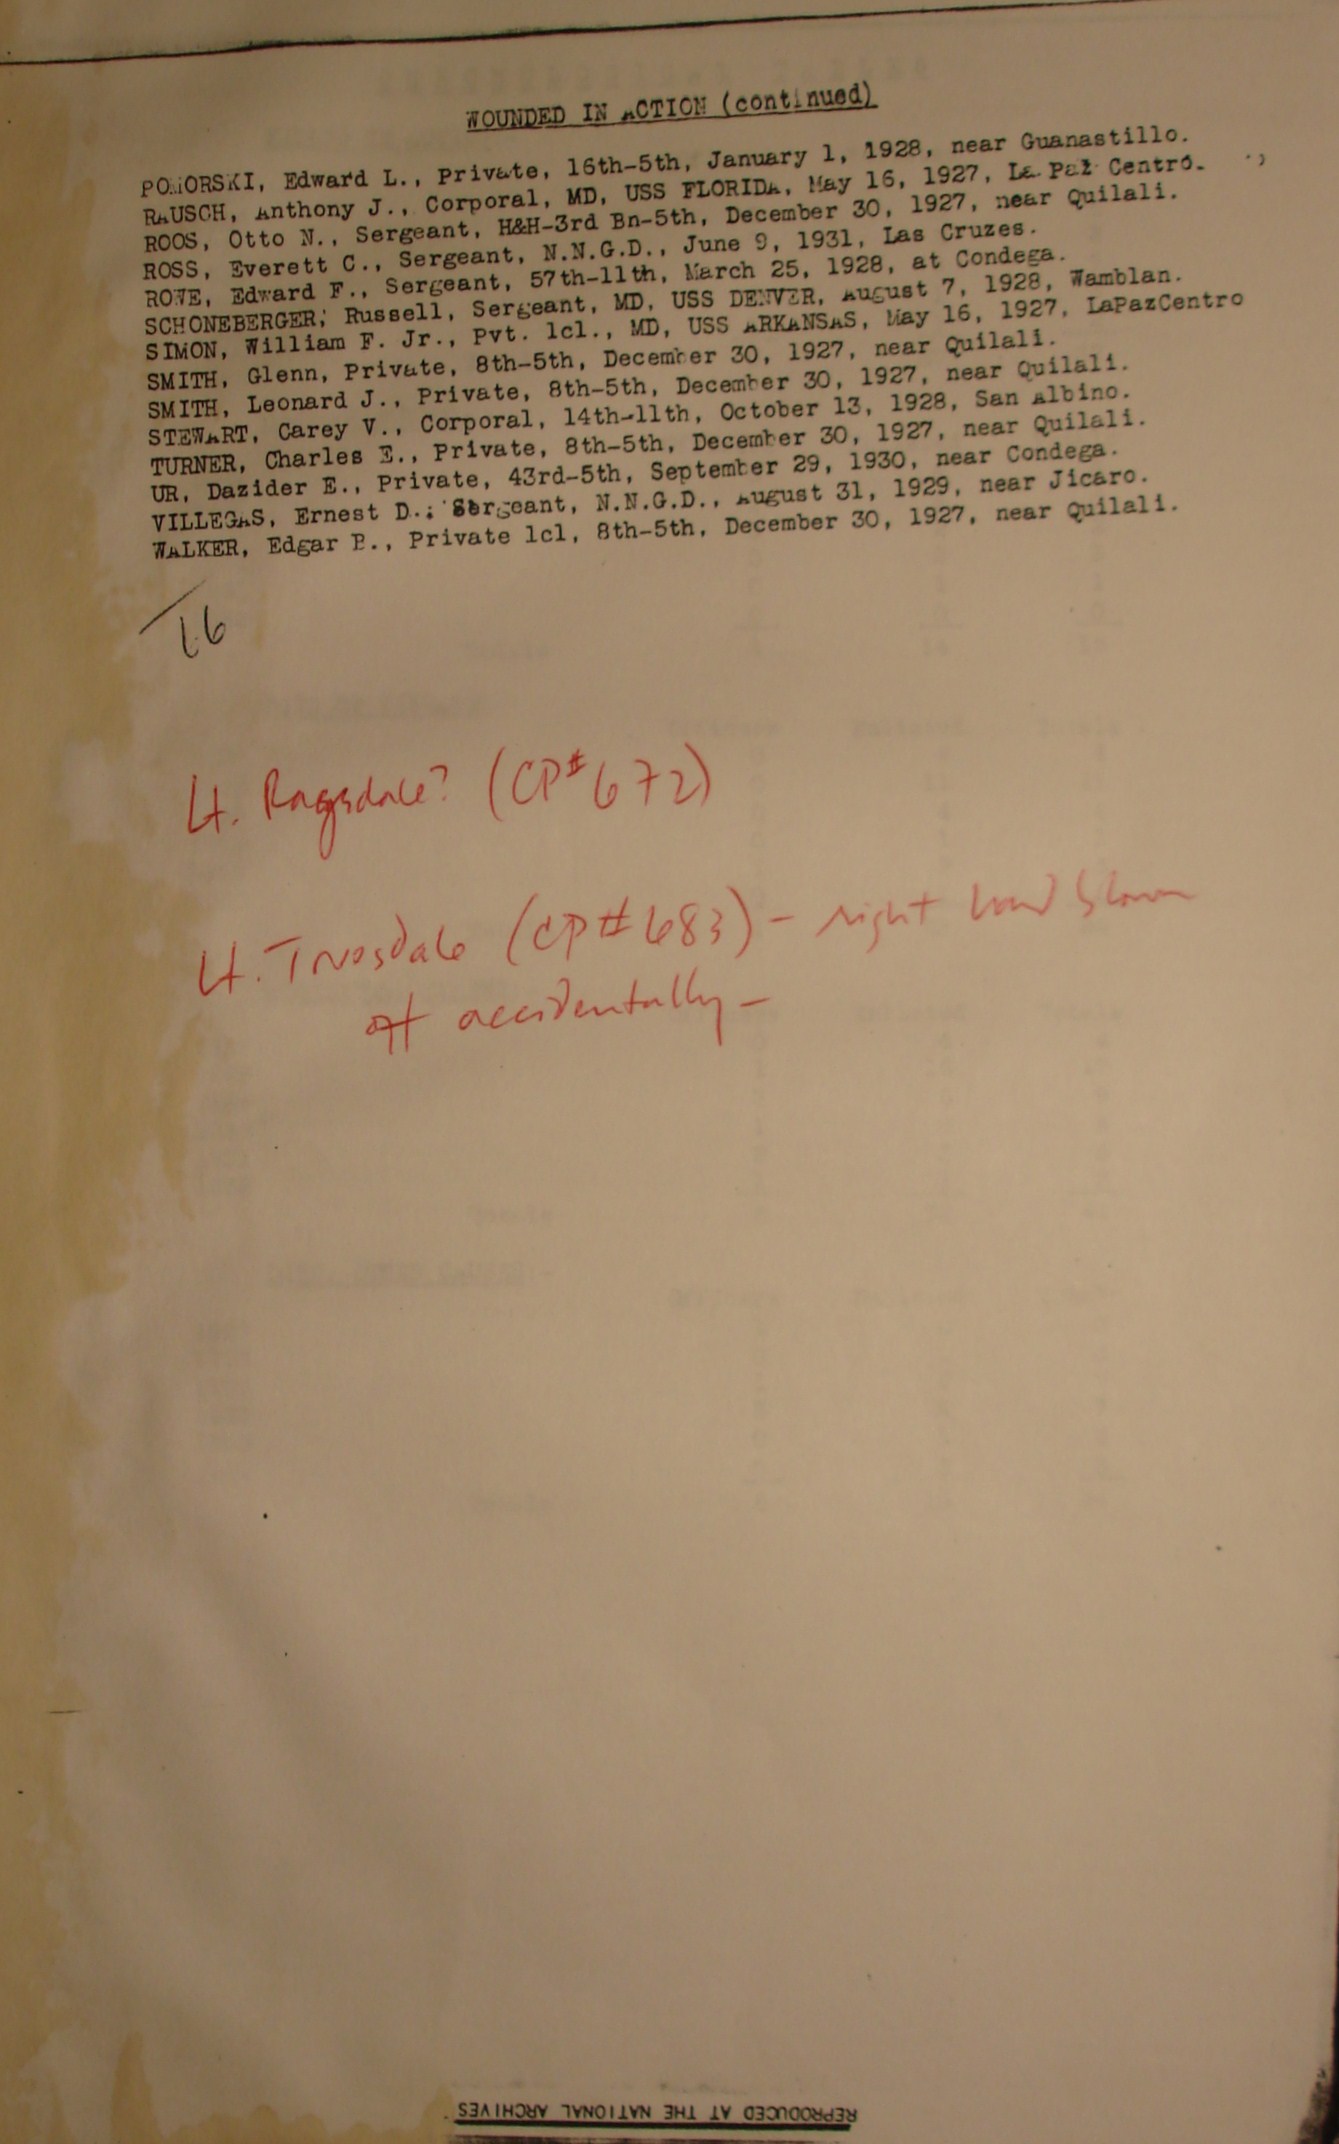 WOUNDED IN ACTION (continued)
POMORSKI, Edward L., Private, 16th-5th, January 1, 1928, near Guanastillo.
RAUSCH, Anthony J., Corporal, MD, USS FLORIDA, May 16, 1927, La Paz Centro.
ROOS, Otto N., Sergeant, H&H-3rd Bn-5th, December 30, 1927, near Quilali.
ROSS, Everett C., Sergeant, N.N.G.D., June 9, 1931, Las Cruzes.
ROWE, Edward F., Sergeant, 57th-11th, March 25, 1928, at Condega.
SCHONEBERGER, Russell, Sergeant, MD, USS DENVER, August 7, 1928, Wamblan.
SIMON, William F. Jr., Pvt. 1cl., MD, USS ARKANSAS, May 16, 1927, LaPazCentro
SMITH, Glenn, Private, 8th-5th, December 30, 1927, near Quilali.
SMITH, Leonard J., Private, 8th-5th, December 30, 1927, near Quilali.
STEWART, Carey V., Corporal, 14th-11th, October 13, 1928, San Albino.
TURNER, Charles E., Private, 8th-5th, December 30, 1927, near Quilali.
UR, Dazider E., Private, 43rd-5th, September 29, 1930, near Condega.
VILLEGAS, Ernest D., Sergeant, N.N.G.D., August 31, 1929, near Jicaro.
WALKER, Edgar P., Private 1cl, 8th-5th, December 30, 1927, near Quilali.
16
Lt. Ragsdale? (CP# 672)
Lt. Truesdale (CP# 683) - right hand blown
off accidentally -
REPRODUCED AT THE NATIONAL ARCHIVES